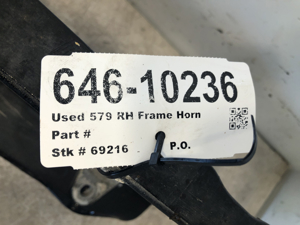 646-10236
Used 579 RH Frame Horn
Part #
Stk # 69216 P.O.